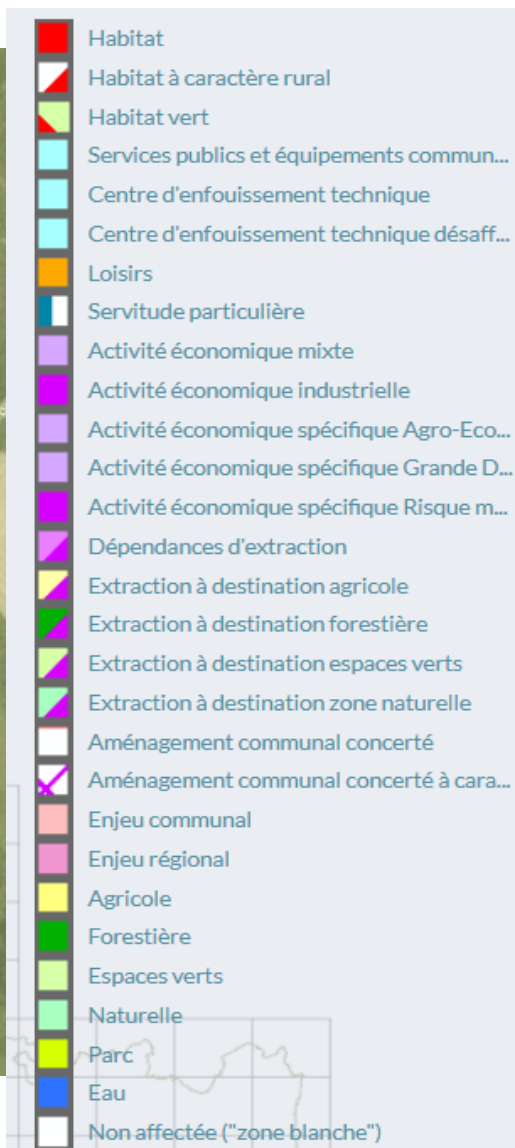 Habitat
Habitat à caractère rural
Habitat vert
Services publics et équipements commun...
Centre d'enfouissement technique
Centre d'enfouissement technique désaff...
Loisirs
Servitude particulière
Activité économique mixte
Activité économique industrielle
Activité économique spécifique Agro-Eco...
Activité économique spécifique Grande D...
Activité économique spécifique Risque m...
Dépendances d'extraction
Extraction à destination agricole
Extraction à destination forestière
Extraction à destination espaces verts
Extraction à destination zone naturelle
Aménagement communal concerté
Aménagement communal concerté à cara...
Enjeu communal
Enjeu régional
Agricole
Forestière
Espaces verts
Naturelle
Parc
Eau
Non affectée ("zone blanche")